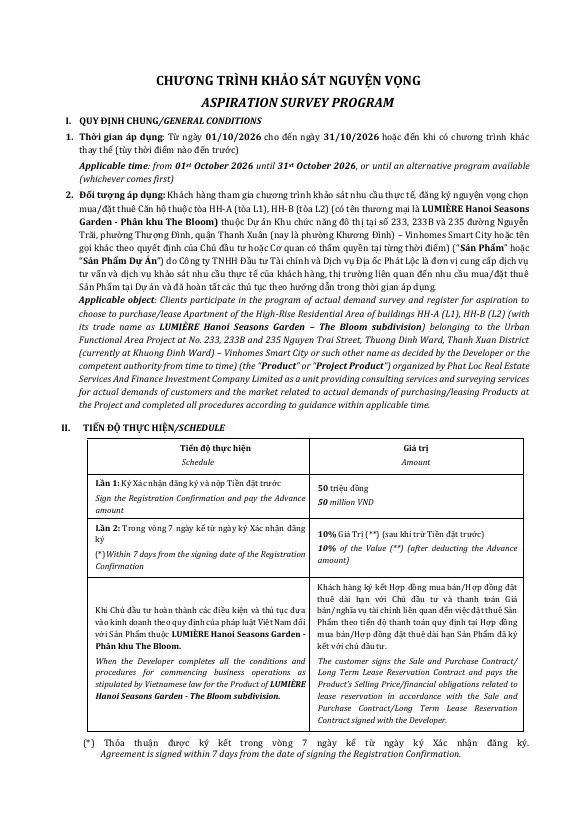 CHƯƠNG TRÌNH KHẢO SÁT NGUYỆN VỌNG
ASPIRATION SURVEY PROGRAM
I. QUY ĐỊNH CHUNG/GENERAL CONDITIONS
1. Thời gian áp dụng: Từ ngày 01/10/2026 cho đến ngày 31/10/2026 hoặc đến khi có chương trình khác
thay thế (tùy thời điểm nào đến trước)
Applicable time: from 01st October 2026 until 31st October 2026, or until an alternative program available
(whichever comes first)
2. Đối tượng áp dụng: Khách hàng tham gia chương trình khảo sát nhu cầu thực tế, đăng ký nguyện vọng chọn
mua/đặt thuê Căn hộ thuộc tòa HH-A (tòa L1), HH-B (tòa L2) (có tên thương mại là LUMIÈRE Hanoi Seasons
Garden - Phân khu The Bloom) thuộc Dự án Khu chức năng đô thị tại số 233, 233B và 235 đường Nguyễn
Trãi, phường Thượng Đình, quận Thanh Xuân (nay là phường Khương Đình) – Vinhomes Smart City hoặc tên
gọi khác theo quyết định của Chủ đầu tư hoặc Cơ quan có thẩm quyền tại từng thời điểm) (“Sản Phẩm” hoặc
“Sản Phẩm Dự Án”) do Công ty TNHH Đầu Tư Tài chính và Dịch vụ Địa ốc Phát Lộc là đơn vị cung cấp dịch vụ
tư vấn và dịch vụ khảo sát nhu cầu thực tế của khách hàng, thị trường liên quan đến nhu cầu mua/đặt thuê
Sản Phẩm tại Dự án và đã hoàn tất các thủ tục theo hướng dẫn trong thời gian áp dụng.
Applicable object: Clients participate in the program of actual demand survey and register for aspiration to
choose to purchase/lease Apartment of the High-Rise Residential Area of buildings HH-A (L1), HH-B (L2) (with
its trade name as LUMIÈRE Hanoi Seasons Garden – The Bloom subdivision) belonging to the Urban
Functional Area Project at No. 233, 233B and 235 Nguyen Trai Street, Thuong Dinh Ward, Thanh Xuan District
(currently at Khuong Dinh Ward) – Vinhomes Smart City or such other name as decided by the Developer or the
competent authority from time to time) (the “Product” or “Project Product”) organized by Phat Loc Real Estate
Services And Finance Investment Company Limited as a unit providing consulting services and surveying services
for actual demands of customers and the market related to actual demands of purchasing/leasing Products at
the Project and completed all procedures according to guidance within applicable time.
II. TIẾN ĐỘ THỰC HIỆN/SCHEDULE
Tiến độ thực hiện
Schedule
Giá trị
Amount
Lần 1: Ký Xác nhận đăng ký và nộp Tiền đặt trước
Sign the Registration Confirmation and pay the Advance
amount
50 triệu đồng
50 million VND
Lần 2: Trong vòng 7 ngày kể từ ngày ký Xác nhận đăng
ký
(*)Within 7 days from the signing date of the Registration
Confirmation
10% Giá Trị (**) (sau khi trừ Tiền đặt trước)
10% of the Value (**) (after deducting the Advance
amount)
Khi Chủ đầu tư hoàn thành các điều kiện và thủ tục đưa
vào kinh doanh theo quy định của pháp luật Việt Nam đối
với Sản Phẩm thuộc LUMIÈRE Hanoi Seasons Garden -
Phân khu The Bloom.
When the Developer completes all the conditions and
procedures for commencing business operations as
stipulated by Vietnamese law for the Product of LUMIÈRE
Hanoi Seasons Garden - The Bloom subdivision.
Khách hàng ký kết Hợp đồng mua bán/Hợp đồng đặt
thuê dài hạn với Chủ đầu tư và thanh toán Giá
bán/nghĩa vụ tài chính liên quan đến việc đặt thuê Sản
Phẩm theo tiến độ thanh toán quy định tại Hợp đồng
mua bán/Hợp đồng đặt thuê dài hạn Sản Phẩm đã ký
kết với chủ đầu tư.
The customer signs the Sale and Purchase Contract/
Long Term Lease Reservation Contract and pays the
Product’s Selling Price/financial obligations related to
lease reservation in accordance with the Sale and
Purchase Contract/Long Term Lease Reservation
Contract signed with the Developer.
(*) Thỏa thuận được ký kết trong vòng 7 ngày kể từ ngày ký Xác nhận đăng ký.
Agreement is signed within 7 days from the date of signing the Registration Confirmation.